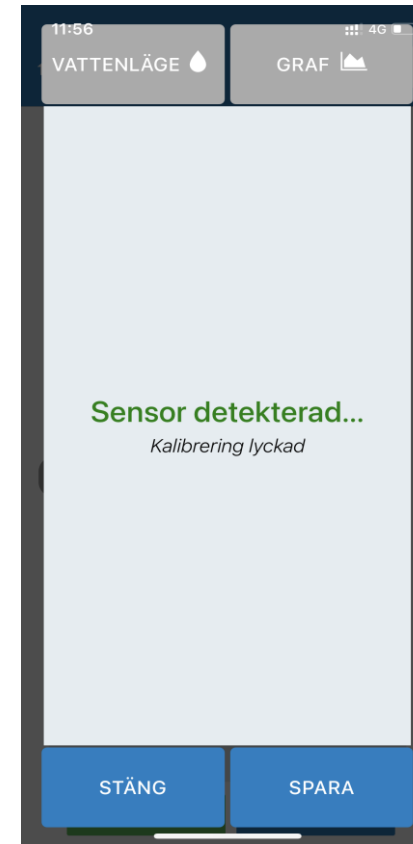 11:56 4G
VATTENLÄGE GRAF
Sensor detekterad...
Kalibrering lyckad
STÄNG SPARA